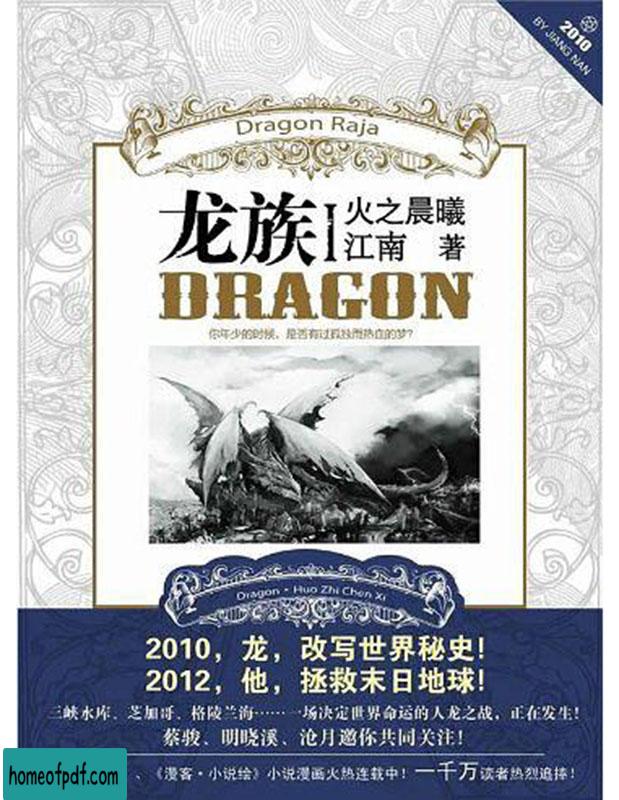 2010
BY JIANG NAN
Dragon Raja
龙族I
火之晨曦
江南 著
DRAGON
你年少的时候，是否有过孤独而热血的梦？
Dragon · Huo Zhi Chen Xi
2010，龙，改写世界秘史！
2012，他，拯救末日地球！
三峡水库、芝加哥、格陵兰海……一场决定世界命运的人龙之战，正在发生！
蔡骏、明晓溪、沧月邀你共同关注！
、《漫客·小说绘》小说漫画火热连载中！一千万读者热烈追捧！
homeofpdf.com